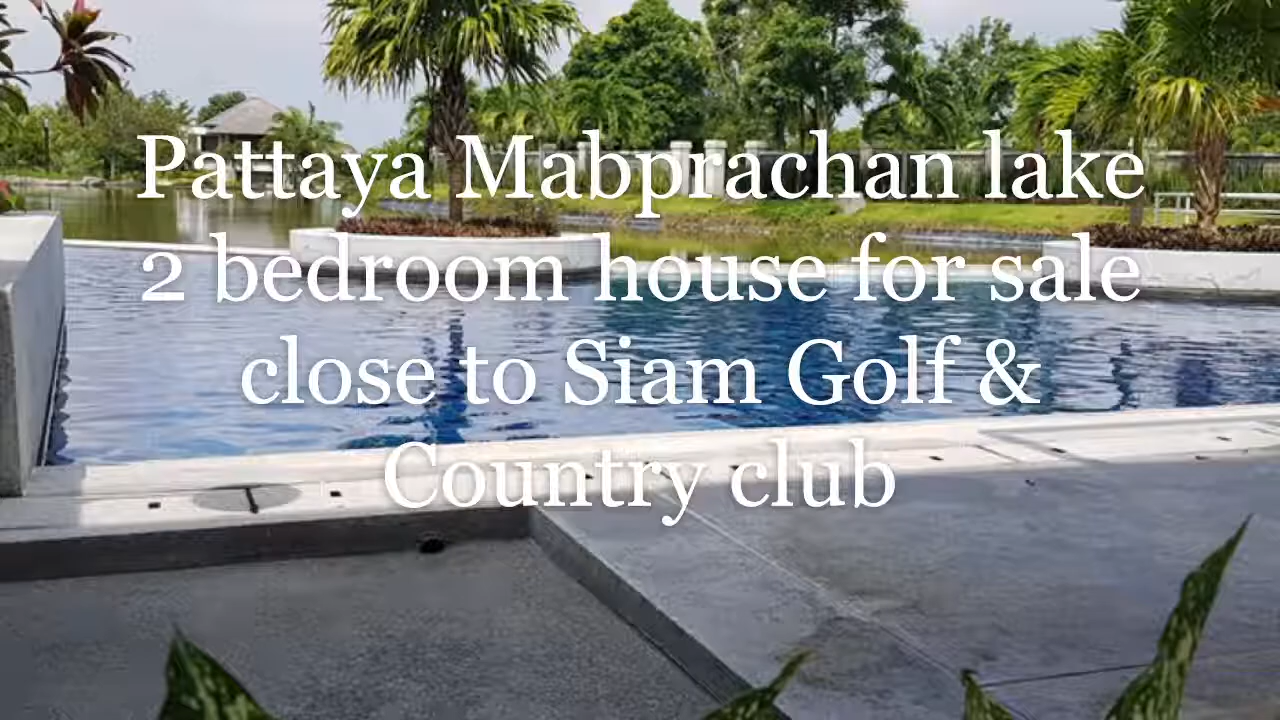 Pattaya Mabprachan lake
2 bedroom house for sale
close to Siam Golf &
Country club